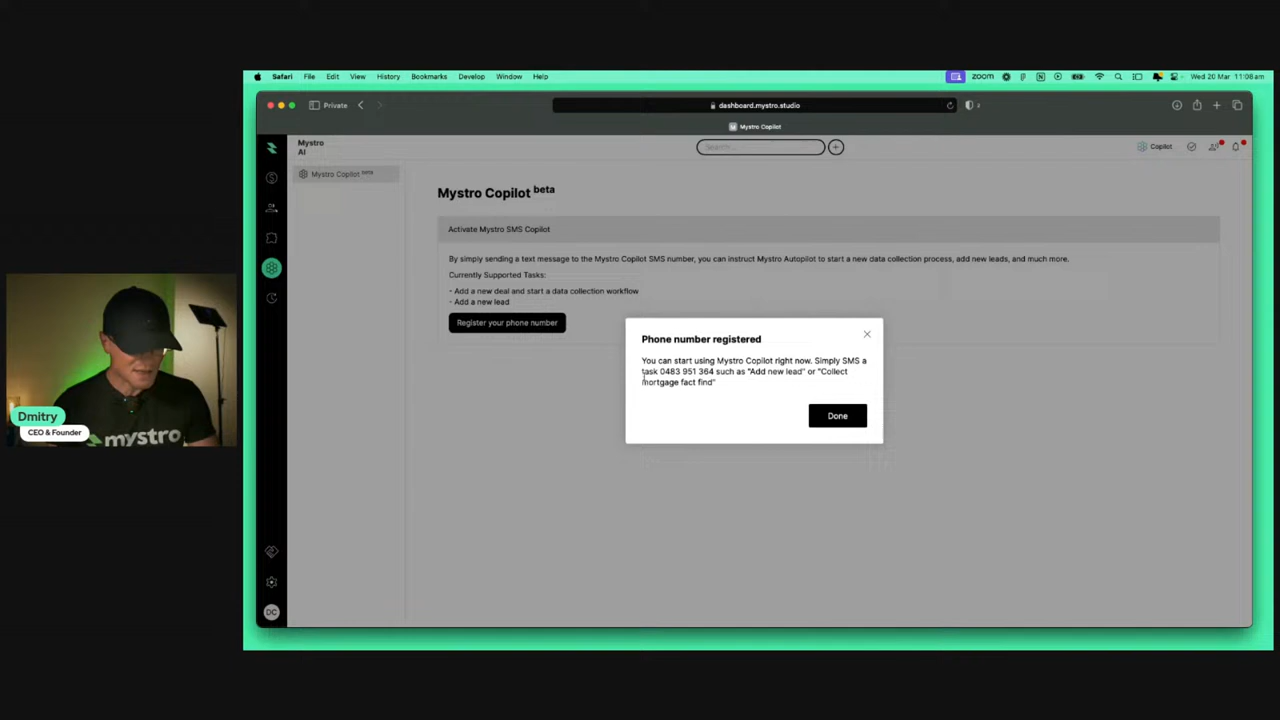 Safari File Edit View History Bookmarks Develop Window Help
zoom
Wed 20 Mar 11:06am
Private
dashboard.mystro.studio
2
Mystro Copilot
Mystro
AI
Search...
Copilot
Mystro Copilot beta
Mystro Copilot beta
Activate Mystro SMS Copilot
By simply sending a text message to the Mystro Copilot SMS number, you can instruct Mystro Autopilot to start a new data collection process, add new leads, and much more.
Currently Supported Tasks:
- Add a new deal and start a data collection workflow
- Add a new lead
Register your phone number
Phone number registered
You can start using Mystro Copilot right now. Simply SMS a
task 0483 951 364 such as "Add new lead" or "Collect
mortgage fact find"
Done
DC
Dmitry
CEO & Founder
mystro